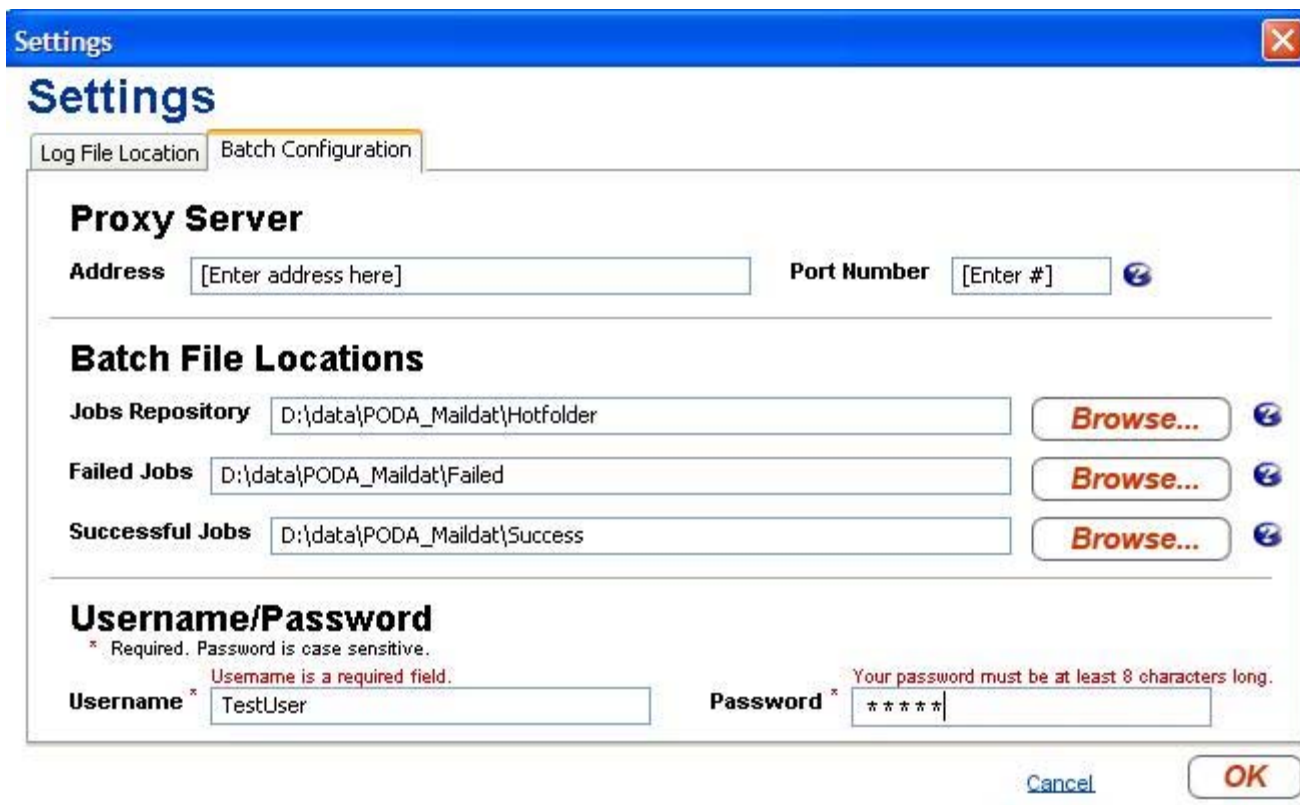 Settings
Settings
Log File Location Batch Configuration
Proxy Server
Address [Enter address here] Port Number [Enter #] ?
Batch File Locations
Jobs Repository D:\data\PODA_Maildat\Hotfolder Browse... ?
Failed Jobs D:\data\PODA_Maildat\Failed Browse... ?
Successful Jobs D:\data\PODA_Maildat\Success Browse... ?
Username/Password
* Required. Password is case sensitive.
Username is a required field. Your password must be at least 8 characters long.
Username * TestUser Password * *****
Cancel OK